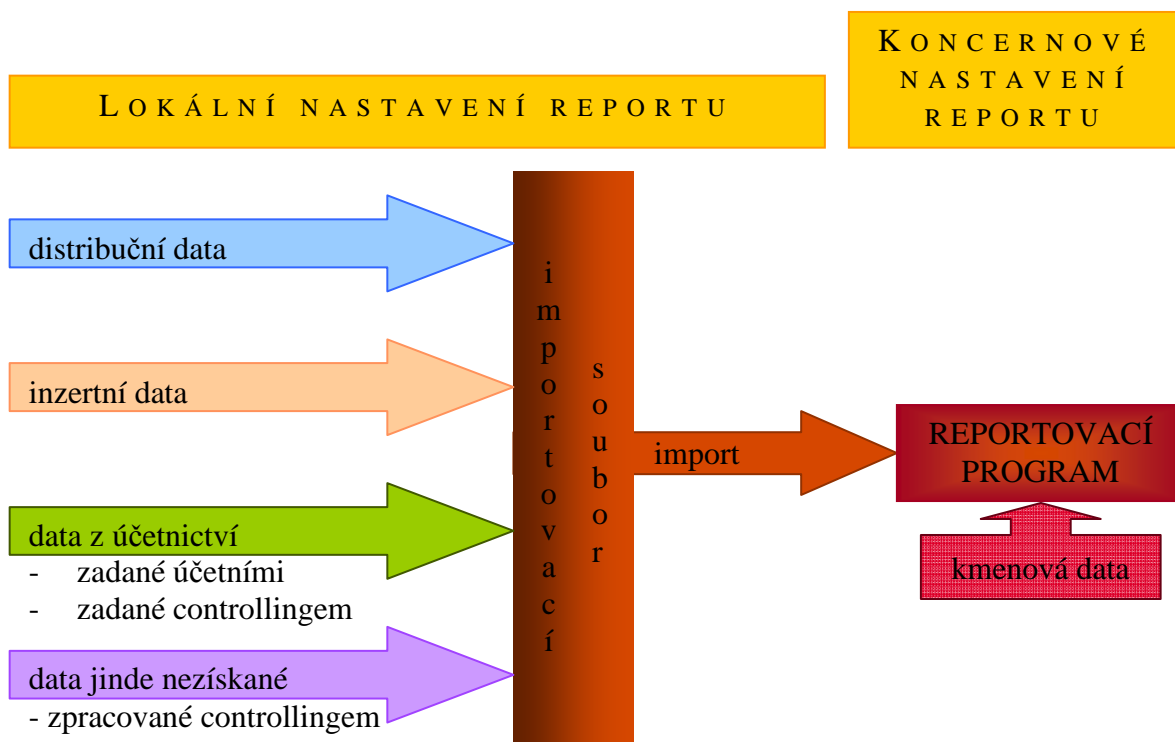 LOKÁLNÍ NASTAVENÍ REPORTU
KONCERNOVÉ
NASTAVENÍ
REPORTU
distribuční data
inzertní data
data z účetnictví
- zadané účetními
- zadané controllingem
data jinde nezískané
- zpracované controllingem
importovací
soubor
import
REPORTOVACÍ
PROGRAM
kmenová data